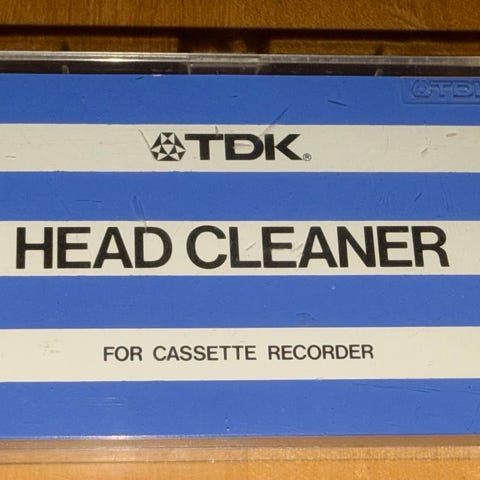 TDK®
TDK
HEAD CLEANER
FOR CASSETTE RECORDER